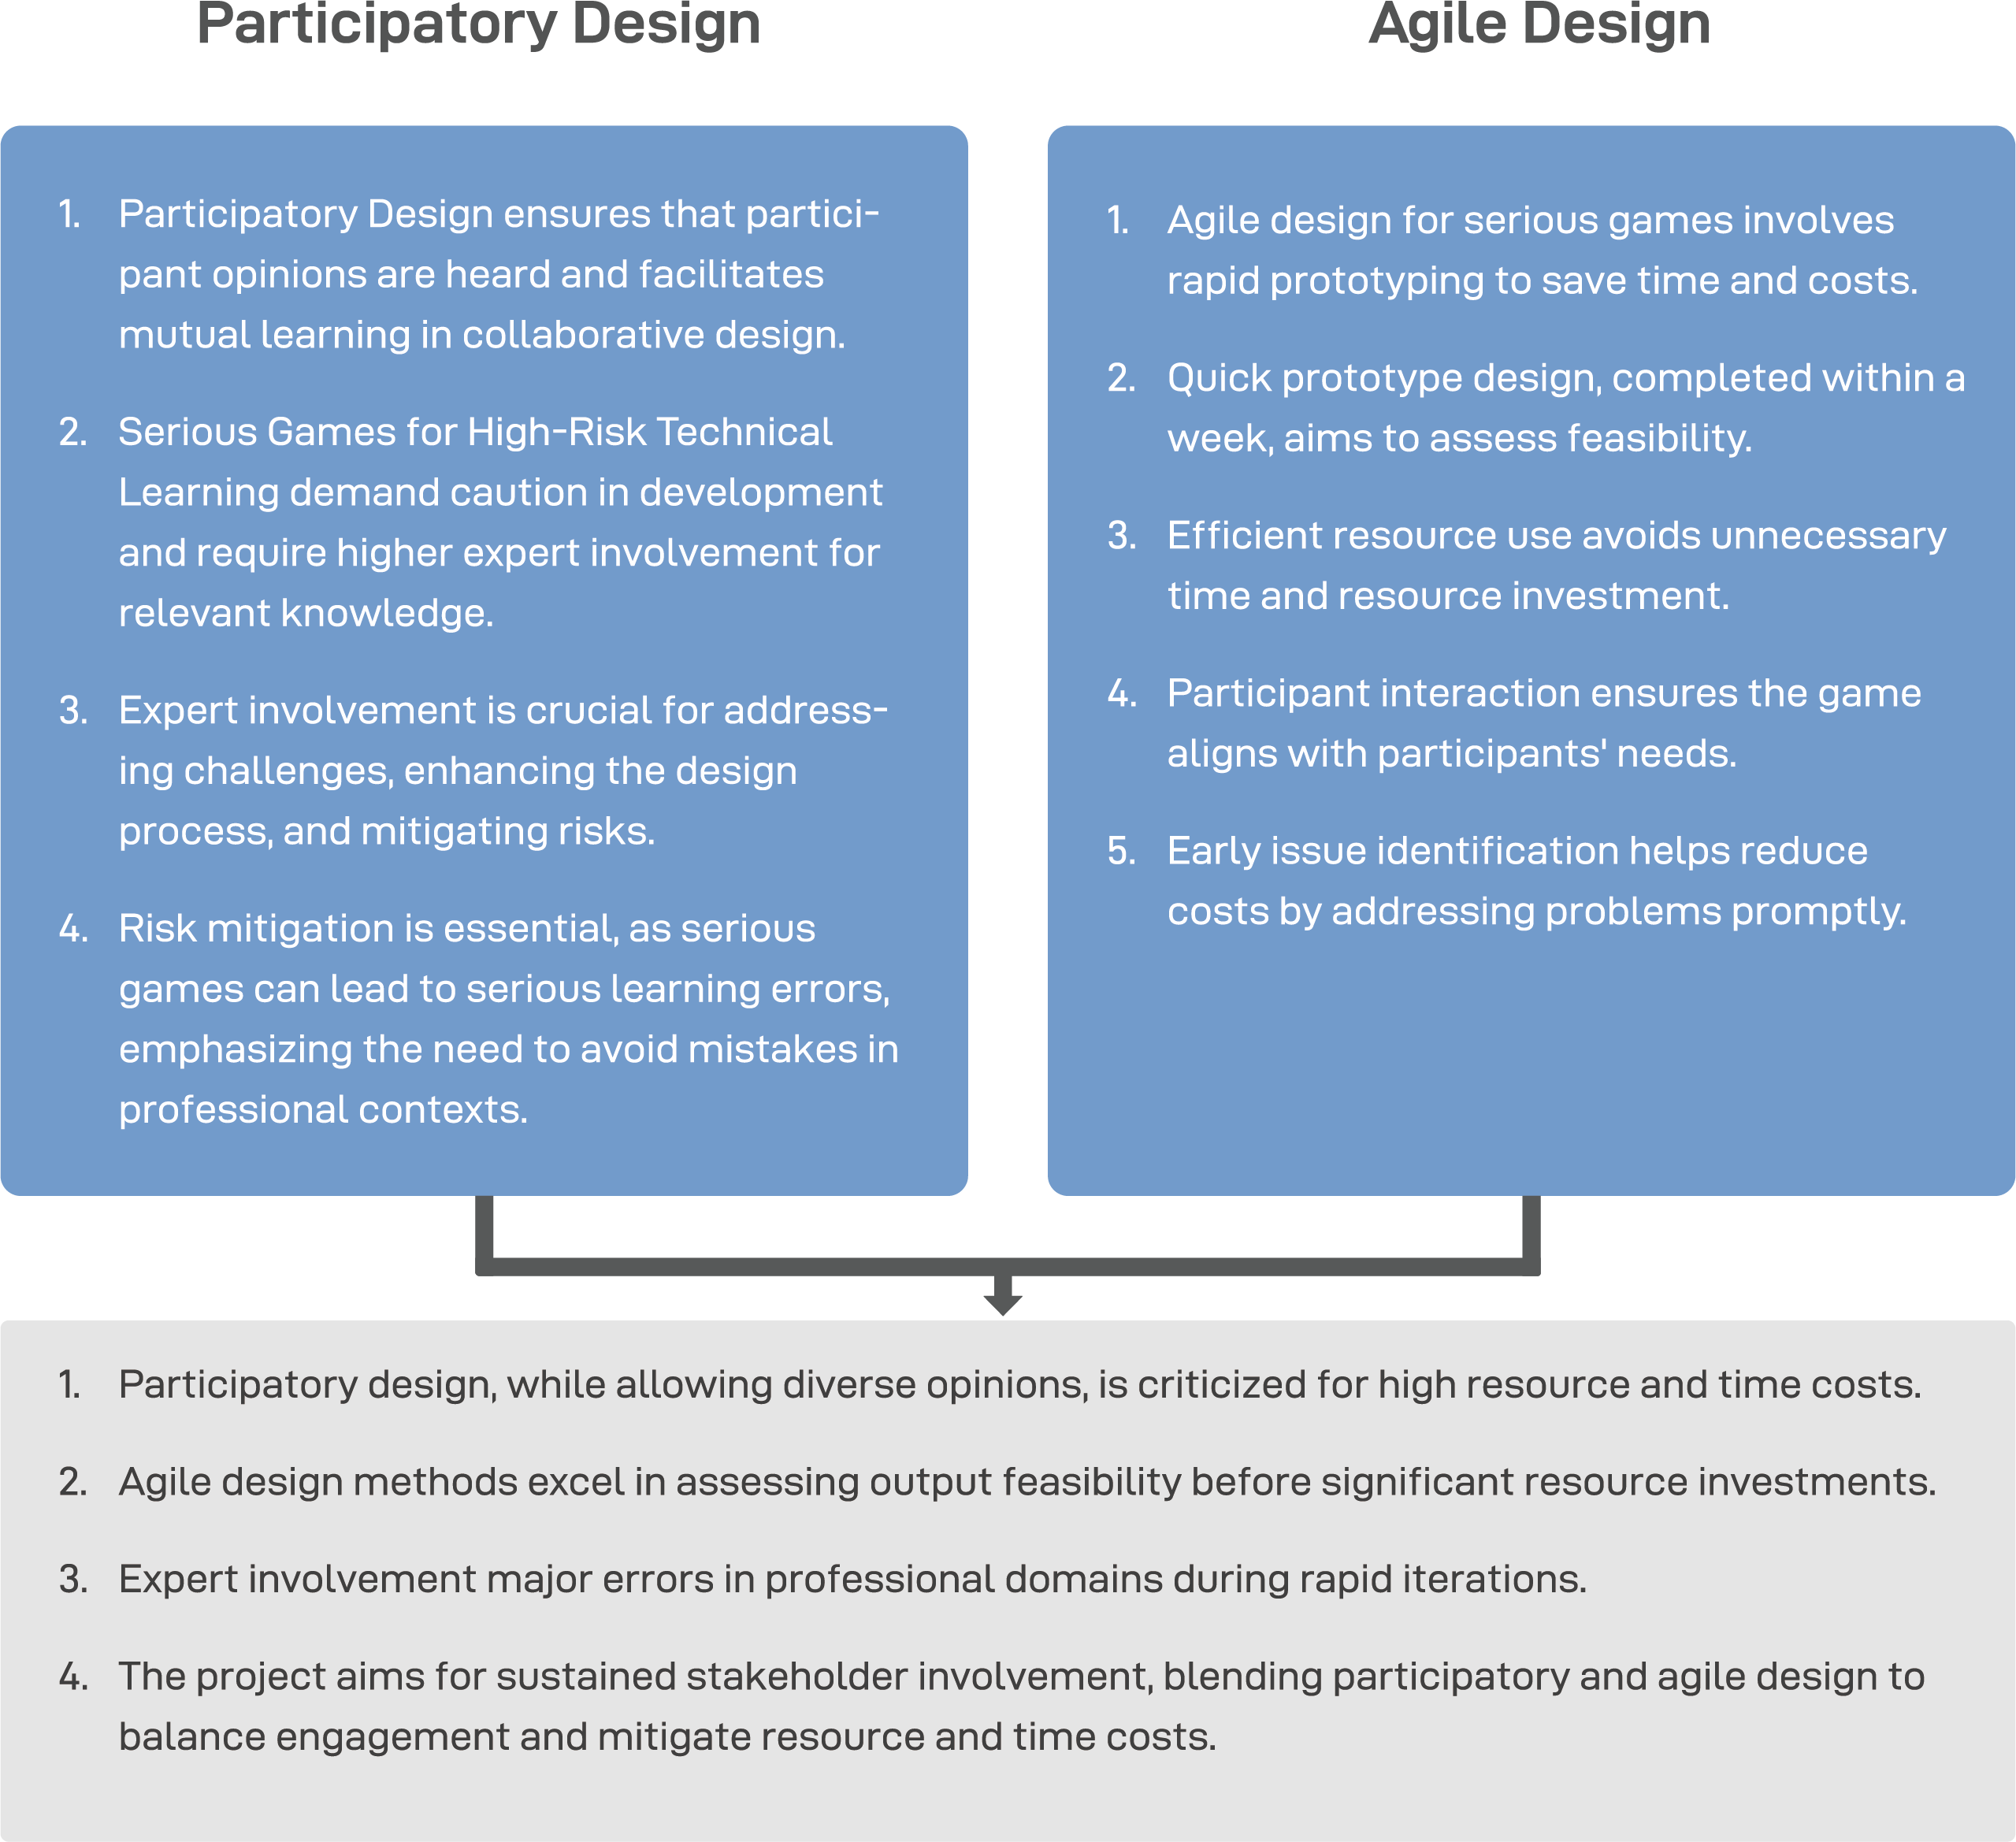 Participatory Design
1. Participatory Design ensures that partici-
pant opinions are heard and facilitates
mutual learning in collaborative design.
2. Serious Games for High-Risk Technical
Learning demand caution in development
and require higher expert involvement for
relevant knowledge.
3. Expert involvement is crucial for address-
ing challenges, enhancing the design
process, and mitigating risks.
4. Risk mitigation is essential, as serious
games can lead to serious learning errors,
emphasizing the need to avoid mistakes in
professional contexts.
Agile Design
1. Agile design for serious games involves
rapid prototyping to save time and costs.
2. Quick prototype design, completed within a
week, aims to assess feasibility.
3. Efficient resource use avoids unnecessary
time and resource investment.
4. Participant interaction ensures the game
aligns with participants' needs.
5. Early issue identification helps reduce
costs by addressing problems promptly.
1. Participatory design, while allowing diverse opinions, is criticized for high resource and time costs.
2. Agile design methods excel in assessing output feasibility before significant resource investments.
3. Expert involvement major errors in professional domains during rapid iterations.
4. The project aims for sustained stakeholder involvement, blending participatory and agile design to
balance engagement and mitigate resource and time costs.